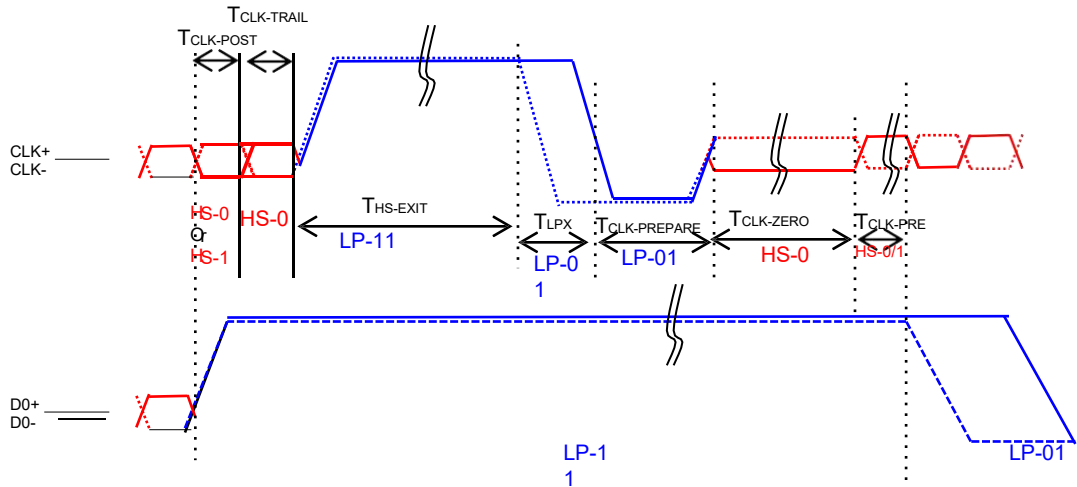 TCLK-TRAIL
TCLK-POST
CLK+
CLK-
HS-0
Or
HS-1
HS-0
THS-EXIT
LP-11
TLPX
LP-0
1
TCLK-PREPARE
LP-01
TCLK-ZERO
HS-0
TCLK-PRE
HS-0/1
D0+
D0-
LP-1
1
LP-01